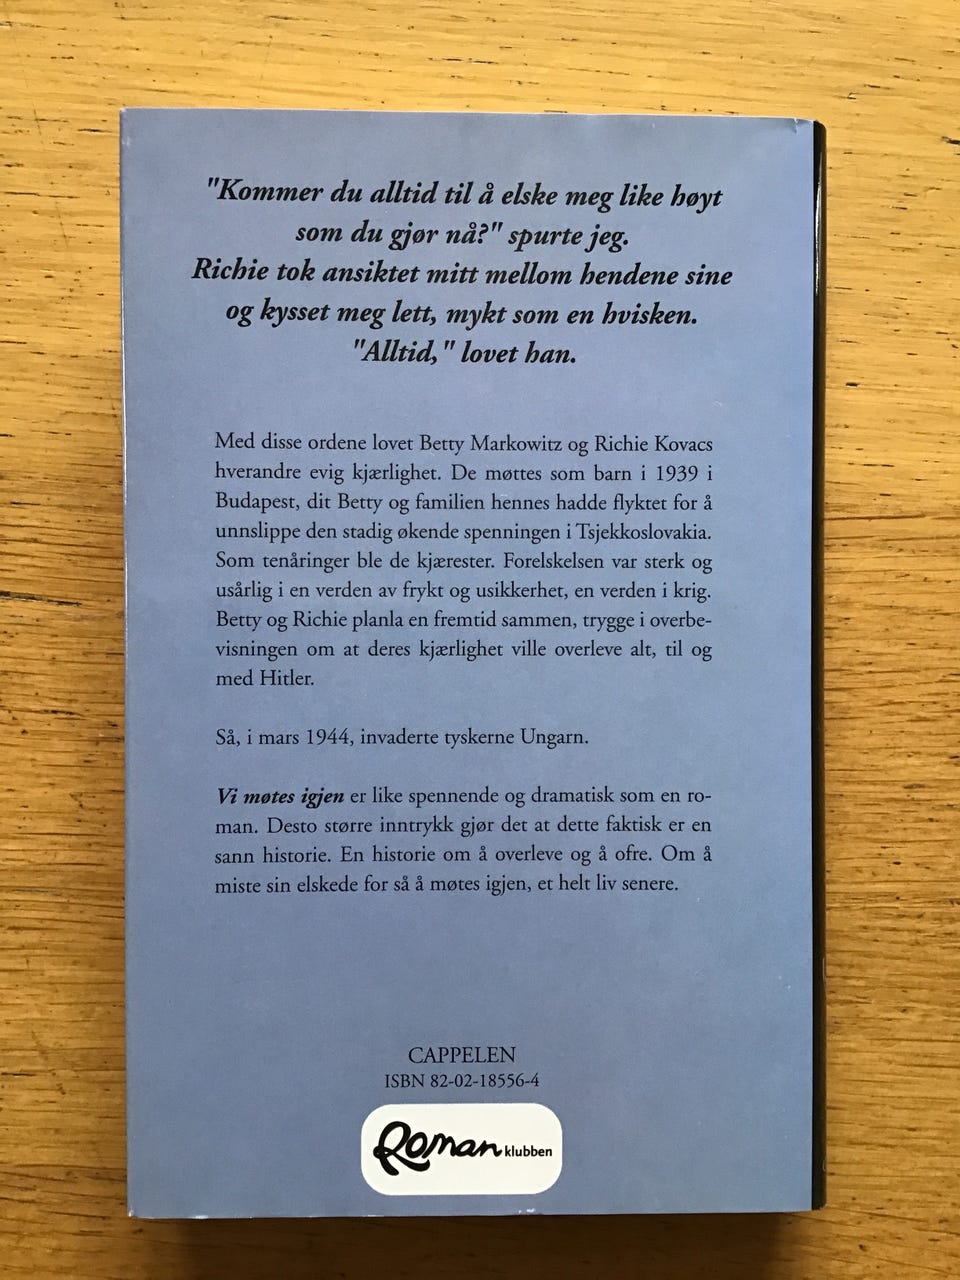 "Kommer du alltid til å elske meg like høyt
som du gjør nå?" spurte jeg.
Richie tok ansiktet mitt mellom hendene sine
og kysset meg lett, mykt som en hvisken.
"Alltid," lovet han.
Med disse ordene lovet Betty Markowitz og Richie Kovacs
hverandre evig kjærlighet. De møttes som barn i 1939 i
Budapest, dit Betty og familien hennes hadde flyktet for å
unnslippe den stadig økende spenningen i Tsjekkoslovakia.
Som tenåringer ble de kjærester. Forelskelsen var sterk og
usårlig i en verden av frykt og usikkerhet, en verden i krig.
Betty og Richie planla en fremtid sammen, trygge i overbe-
visningen om at deres kjærlighet ville overleve alt, til og
med Hitler.
Så, i mars 1944, invaderte tyskerne Ungarn.
Vi møtes igjen er like spennende og dramatisk som en ro-
man. Desto større inntrykk gjør det at dette faktisk er en
sann historie. En historie om å overleve og å ofre. Om å
miste sin elskede for så å møtes igjen, et helt liv senere.
CAPPELEN
ISBN 82-02-18556-4
Roman klubben